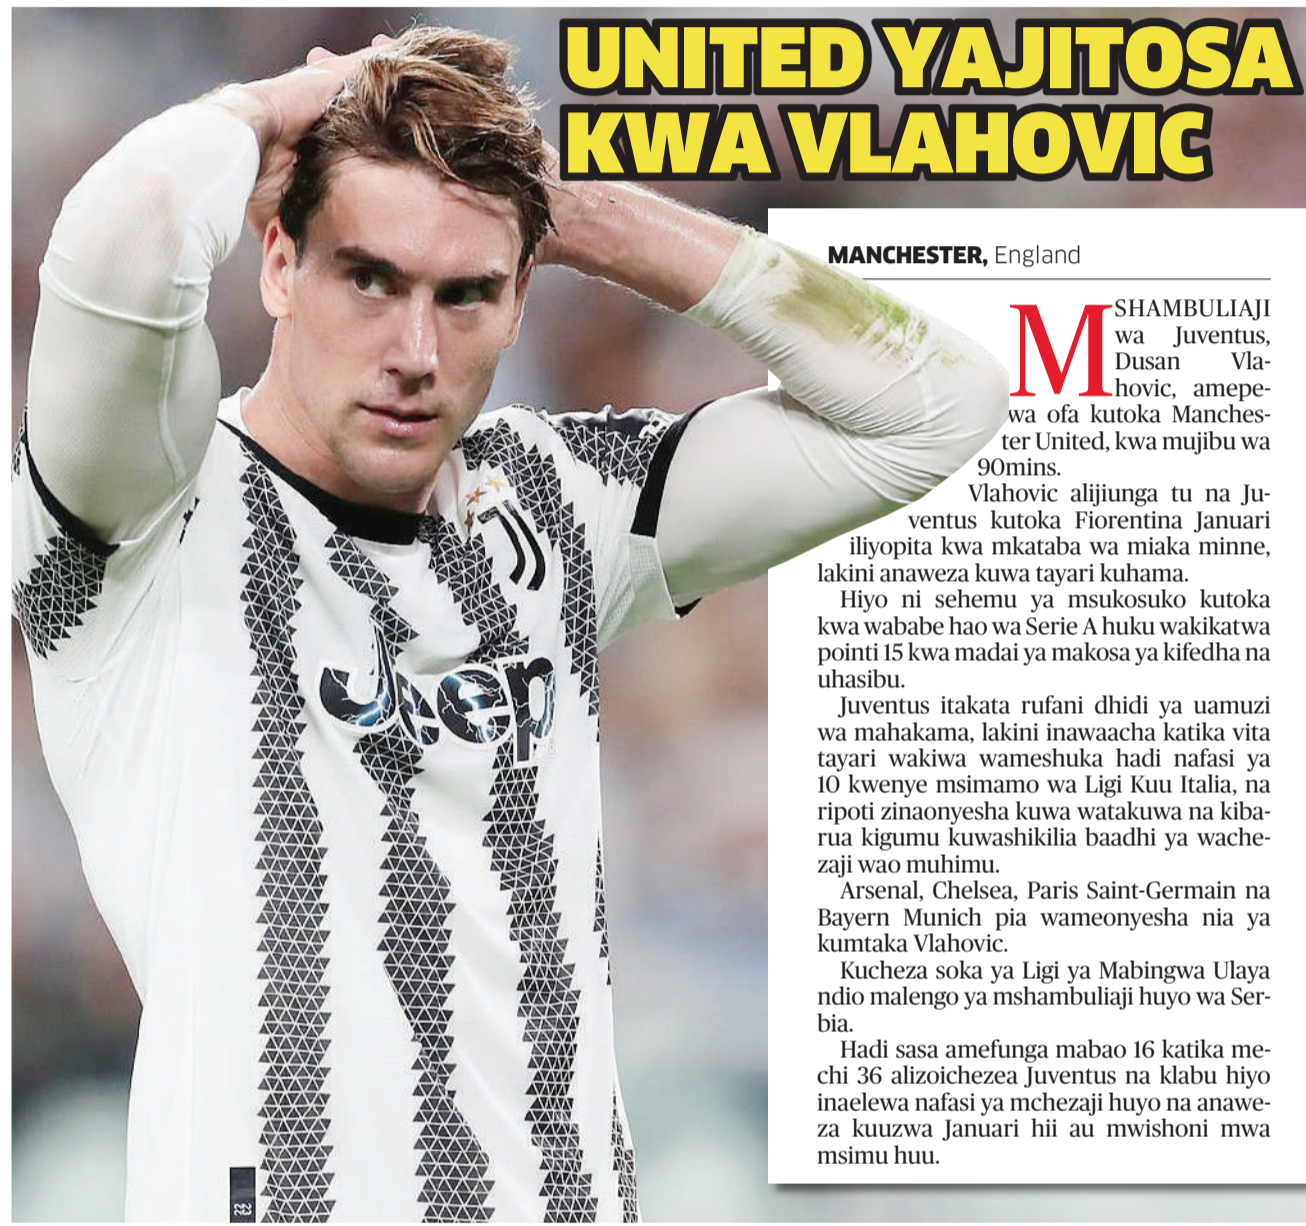 UNITED YAJITOSA
KWA VLAHOVIC
MANCHESTER, England
MSHAMBULIAJI
wa Juventus,
Dusan Vla-
hovic, amepe-
wa ofa kutoka Manches-
ter United, kwa mujibu wa
90mins.
Vlahovic alijiunga tu na Ju-
ventus kutoka Fiorentina Januari
iliyopita kwa mkataba wa miaka minne,
lakini anaweza kuwa tayari kuhama.
Hiyo ni sehemu ya msukosuko kutoka
kwa wababe hao wa Serie A huku wakikatwa
pointi 15 kwa madai ya makosa ya kifedha na
uhasibu.
Juventus itakata rufani dhidi ya uamuzi
wa mahakama, lakini inawaacha katika vita
tayari wakiwa wameshuka hadi nafasi ya
10 kwenye msimamo wa Ligi Kuu Italia, na
ripoti zinaonyesha kuwa watakuwa na kiba-
rua kigumu kuwashikilia baadhi ya wache-
zaji wao muhimu.
Arsenal, Chelsea, Paris Saint-Germain na
Bayern Munich pia wameonyesha nia ya
kumtaka Vlahovic.
Kucheza soka ya Ligi ya Mabingwa Ulaya
ndio malengo ya mshambuliaji huyo wa Ser-
bia.
Hadi sasa amefunga mabao 16 katika me-
chi 36 alizoichezea Juventus na klabu hiyo
inaelewa nafasi ya mchezaji huyo na anawe-
za kuuzwa Januari hii au mwishoni mwa
msimu huu.
Jeep